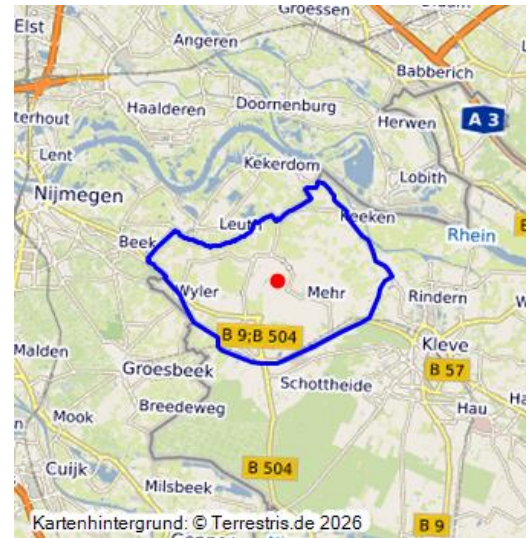 Elst
Groessen
Angeren
Babberich
Haalderen
Doornenburg
A 3
Herwen
Lent
Kekerdom
Lobith
Nijmegen
Leuth
Keeken
Beek
Rhein
Wyler
Mehr
Rindern
B 9;B 504
Malden
Kleve
Groesbeek
B 57
Schottheide
Breedeweg
Mook
Hau
Cuijk
B 504
Milsbeek
B 9
Kartenhintergrund: © Terrestris.de 2026